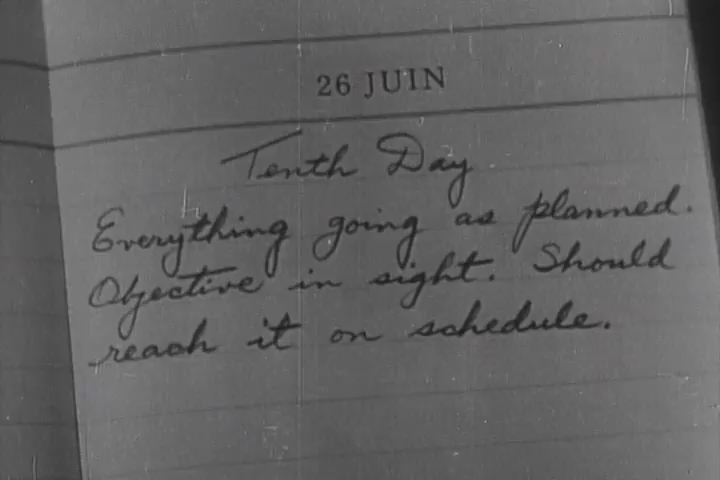 26 JUIN
Tenth Day
Everything going as planned.
Objective in sight. Should
reach it on schedule.